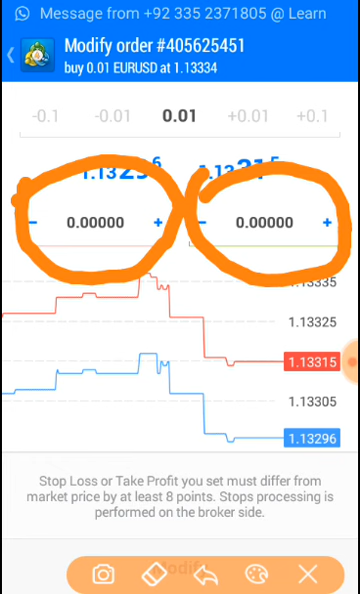 Message from +92 335 2371805 @ Learn
Modify order #405625451
buy 0.01 EURUSD at 1.13334
-0.1 -0.01 0.01 +0.01 +0.1
1.13296
- 0.00000 + - 0.00000 +
1.13335
1.13325
1.13315
1.13305
1.13296
Stop Loss or Take Profit you set must differ from
market price by at least 8 points. Stops processing is
performed on the broker side.
Modify